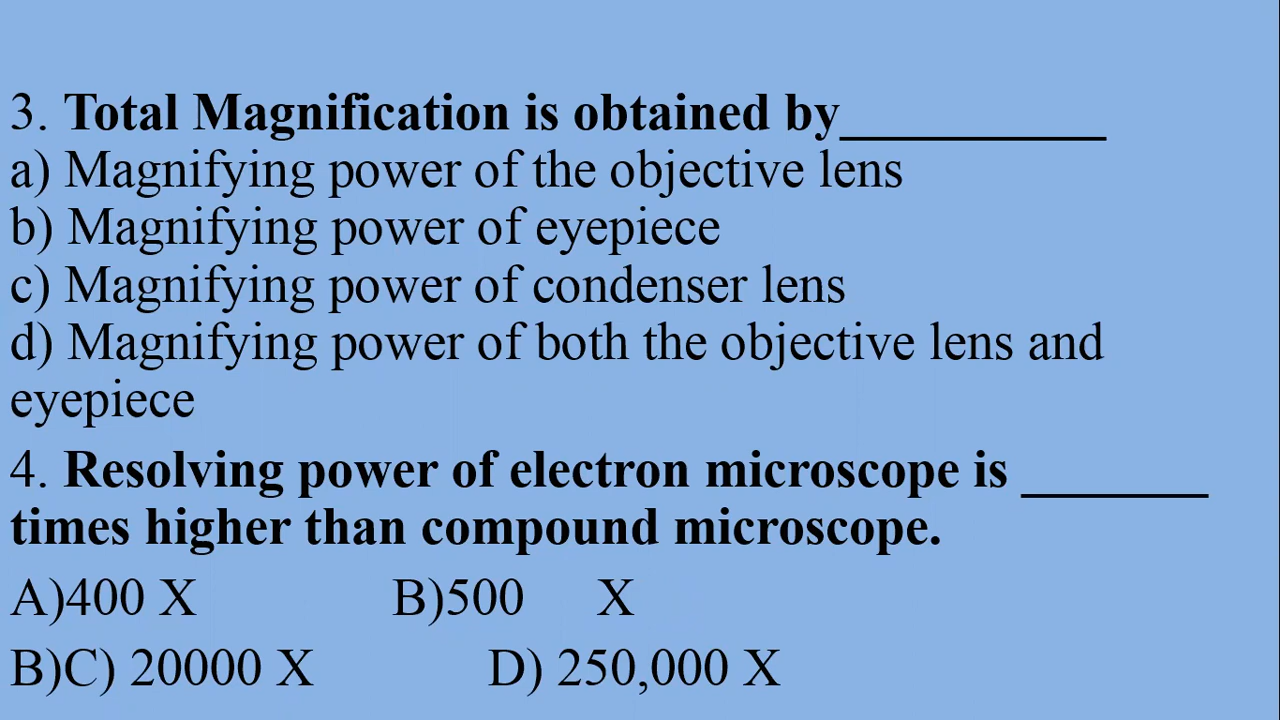 3. Total Magnification is obtained by__________
a) Magnifying power of the objective lens
b) Magnifying power of eyepiece
c) Magnifying power of condenser lens
d) Magnifying power of both the objective lens and
eyepiece
4. Resolving power of electron microscope is _______
times higher than compound microscope.
A)400 X B)500 X
B)C) 20000 X D) 250,000 X